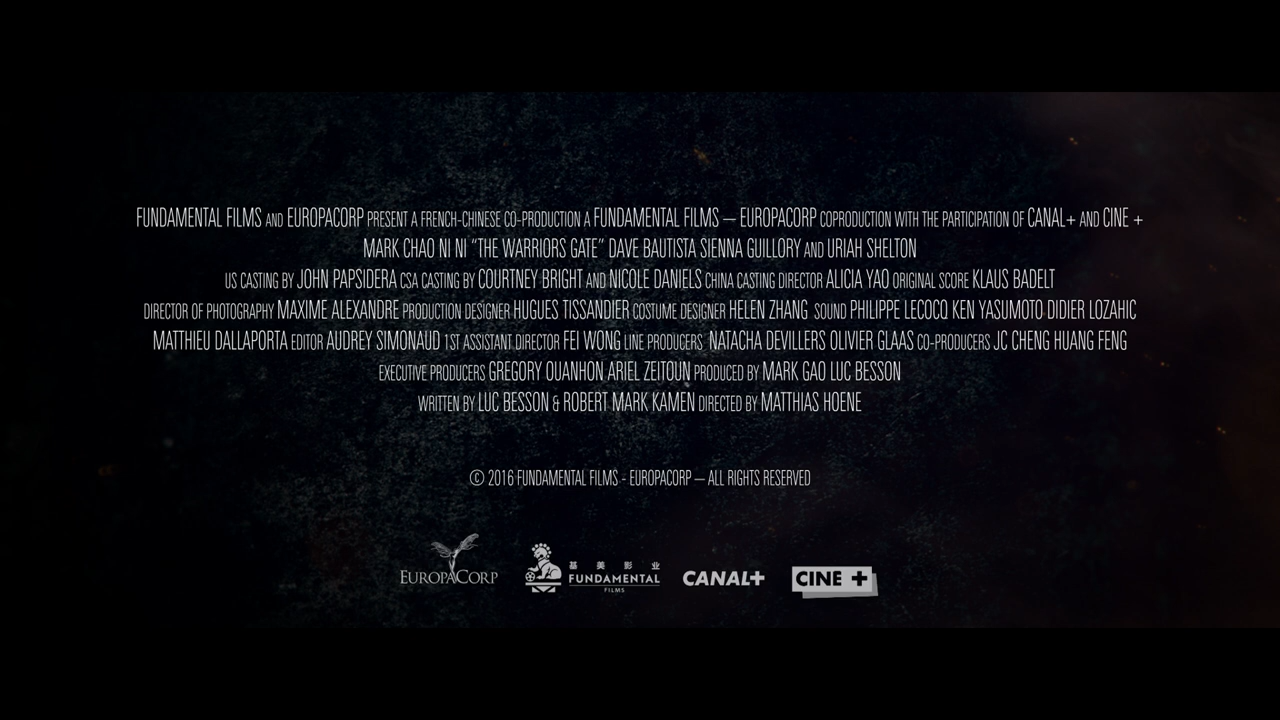 FUNDAMENTAL FILMS AND EUROPACORP PRESENT A FRENCH-CHINESE CO-PRODUCTION A FUNDAMENTAL FILMS – EUROPACORP COPRODUCTION WITH THE PARTICIPATION OF CANAL+ AND CINE +
MARK CHAO NI NI “THE WARRIORS GATE” DAVE BAUTISTA SIENNA GUILLORY AND URIAH SHELTON
US CASTING BY JOHN PAPSIDERA CSA CASTING BY COURTNEY BRIGHT AND NICOLE DANIELS CHINA CASTING DIRECTOR ALICIA YAO ORIGINAL SCORE KLAUS BADELT
DIRECTOR OF PHOTOGRAPHY MAXIME ALEXANDRE PRODUCTION DESIGNER HUGUES TISSANDIER COSTUME DESIGNER HELEN ZHANG SOUND PHILIPPE LECOCQ KEN YASUMOTO DIDIER LOZAHIC
MATTHIEU DALLAPORTA EDITOR AUDREY SIMONAUD 1ST ASSISTANT DIRECTOR FEI WONG LINE PRODUCERS NATACHA DEVILLERS OLIVIER GLAAS CO-PRODUCERS JC CHENG HUANG FENG
EXECUTIVE PRODUCERS GREGORY OUANHON ARIEL ZEITOUN PRODUCED BY MARK GAO LUC BESSON
WRITTEN BY LUC BESSON & ROBERT MARK KAMEN DIRECTED BY MATTHIAS HOENE
© 2016 FUNDAMENTAL FILMS - EUROPACORP – ALL RIGHTS RESERVED
EUROPACORP
基美影业
FUNDAMENTAL
FILMS
CANAL+
CINE +